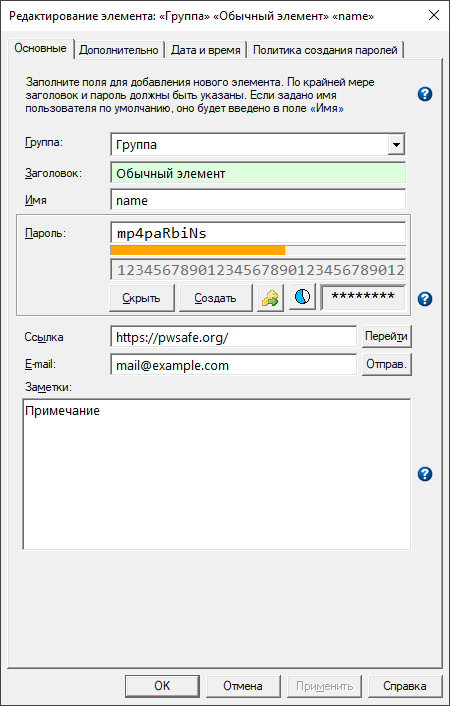 Редактирование элемента: «Группа» «Обычный элемент» «name»
Основные Дополнительно Дата и время Политика создания паролей
Заполните поля для добавления нового элемента. По крайней мере
заголовок и пароль должны быть указаны. Если задано имя
пользователя по умолчанию, оно будет введено в поле «Имя»
Группа: Группа
Заголовок: Обычный элемент
Имя name
Пароль: mp4paRbiNs
12345678901234567890123456789012
Скрыть Создать ********
Ссылка https://pwsafe.org/ Перейти
E-mail: mail@example.com Отправ.
Заметки:
Примечание
OK Отмена Применить Справка